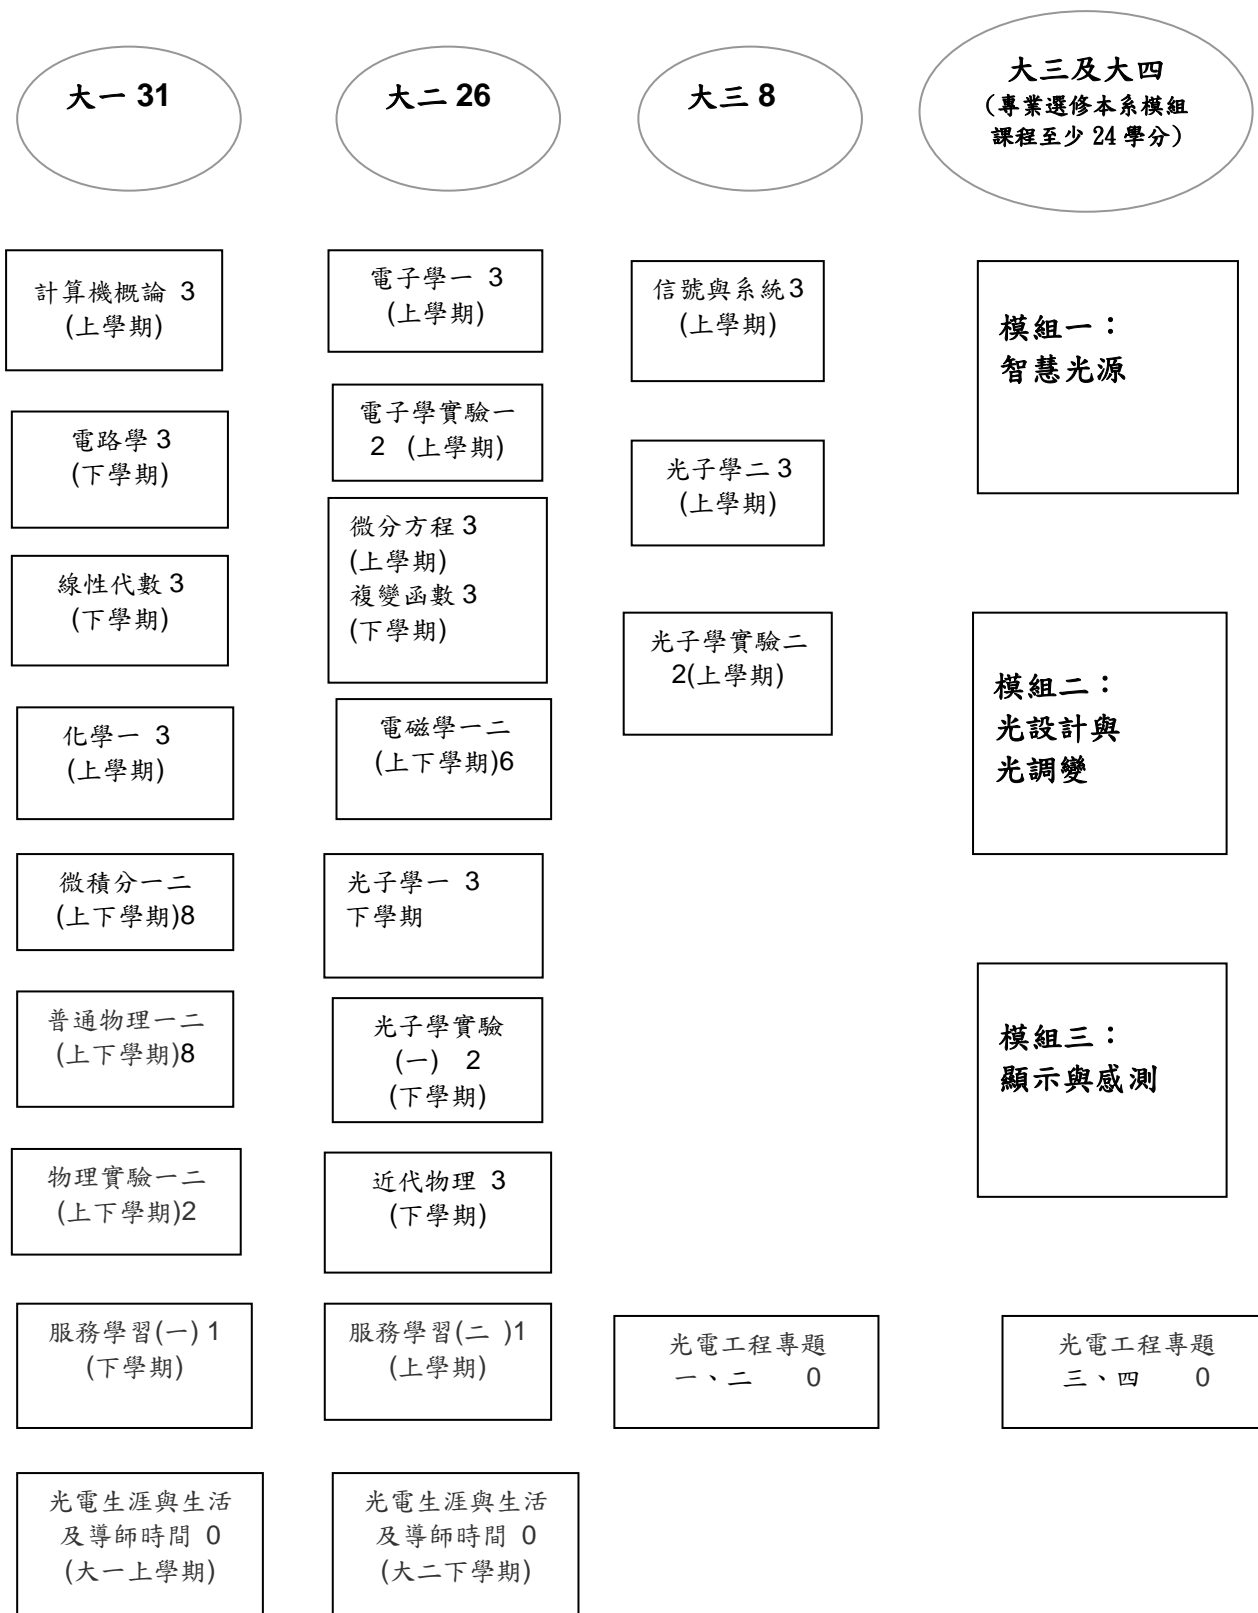 大一 31
大二 26
大三 8
大三及大四
(專業選修本系模組
課程至少 24 學分)
計算機概論 3
(上學期)
電路學 3
(下學期)
線性代數 3
(下學期)
化學一 3
(上學期)
微積分一二
(上下學期)8
普通物理一二
(上下學期)8
物理實驗一二
(上下學期)2
服務學習(一) 1
(下學期)
光電生涯與生活
及導師時間 0
(大一上學期)
電子學一 3
(上學期)
電子學實驗一
2 (上學期)
微分方程 3
(上學期)
複變函數 3
(下學期)
電磁學一二
(上下學期)6
光子學一 3
下學期
光子學實驗
(一) 2
(下學期)
近代物理 3
(下學期)
服務學習(二 )1
(上學期)
光電生涯與生活
及導師時間 0
(大二下學期)
信號與系統 3
(上學期)
光子學二 3
(上學期)
光子學實驗二
2(上學期)
光電工程專題
一、二 0
模組一：
智慧光源
模組二：
光設計與
光調變
模組三：
顯示與感測
光電工程專題
三、四 0